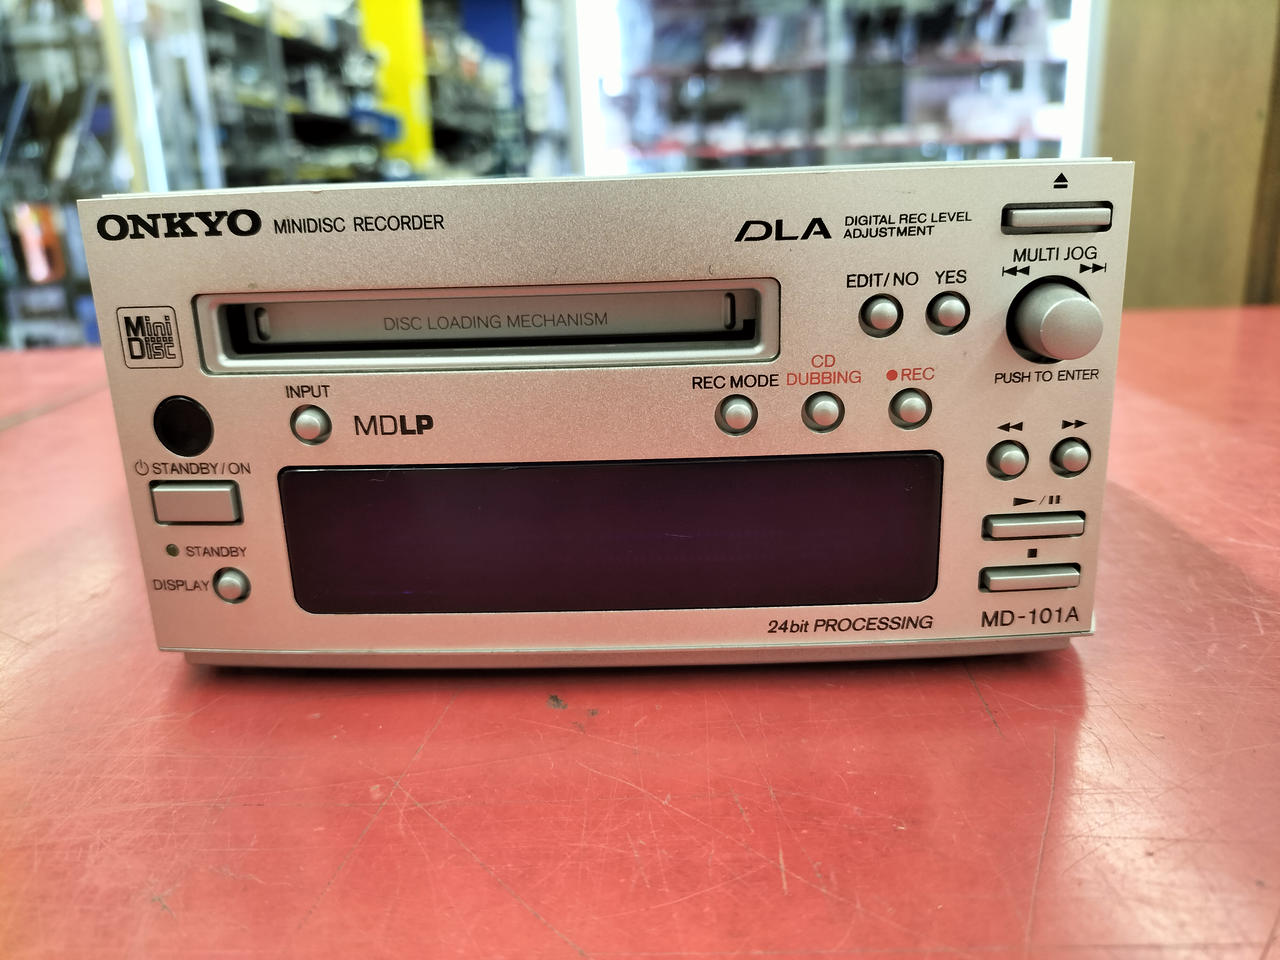 ONKYO MINIDISC RECORDER
DLA DIGITAL REC LEVEL
ADJUSTMENT
MULTI JOG
EDIT/NO YES
Mini
Disc
DISC LOADING MECHANISM
PUSH TO ENTER
INPUT
MDLP
REC MODE
CD
DUBBING
●REC
STANDBY/ON
STANDBY
DISPLAY
24bit PROCESSING
MD-101A